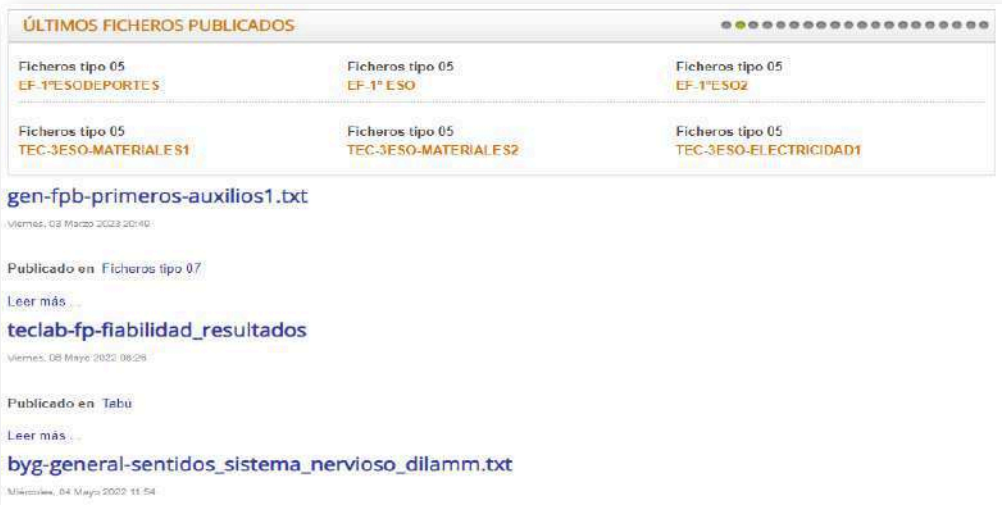 ÚLTIMOS FICHEROS PUBLICADOS
Ficheros tipo 05 Ficheros tipo 05 Ficheros tipo 05
EF-1ºESODEPORTES EF-1º ESO EF-1ºESO2
Ficheros tipo 05 Ficheros tipo 05 Ficheros tipo 05
TEC-3ESO-MATERIALES1 TEC-3ESO-MATERIALES2 TEC-3ESO-ELECTRICIDAD1
gen-fpb-primeros-auxilios1.txt
Viernes, 03 Marzo 2023 20:49
Publicado en Ficheros tipo 07
Leer más ...
teclab-fp-fiabilidad_resultados
Viernes, 06 Mayo 2022 08:26
Publicado en Tabú
Leer más ...
byg-general-sentidos_sistema_nervioso_dilamm.txt
Miércoles, 04 Mayo 2022 11:54